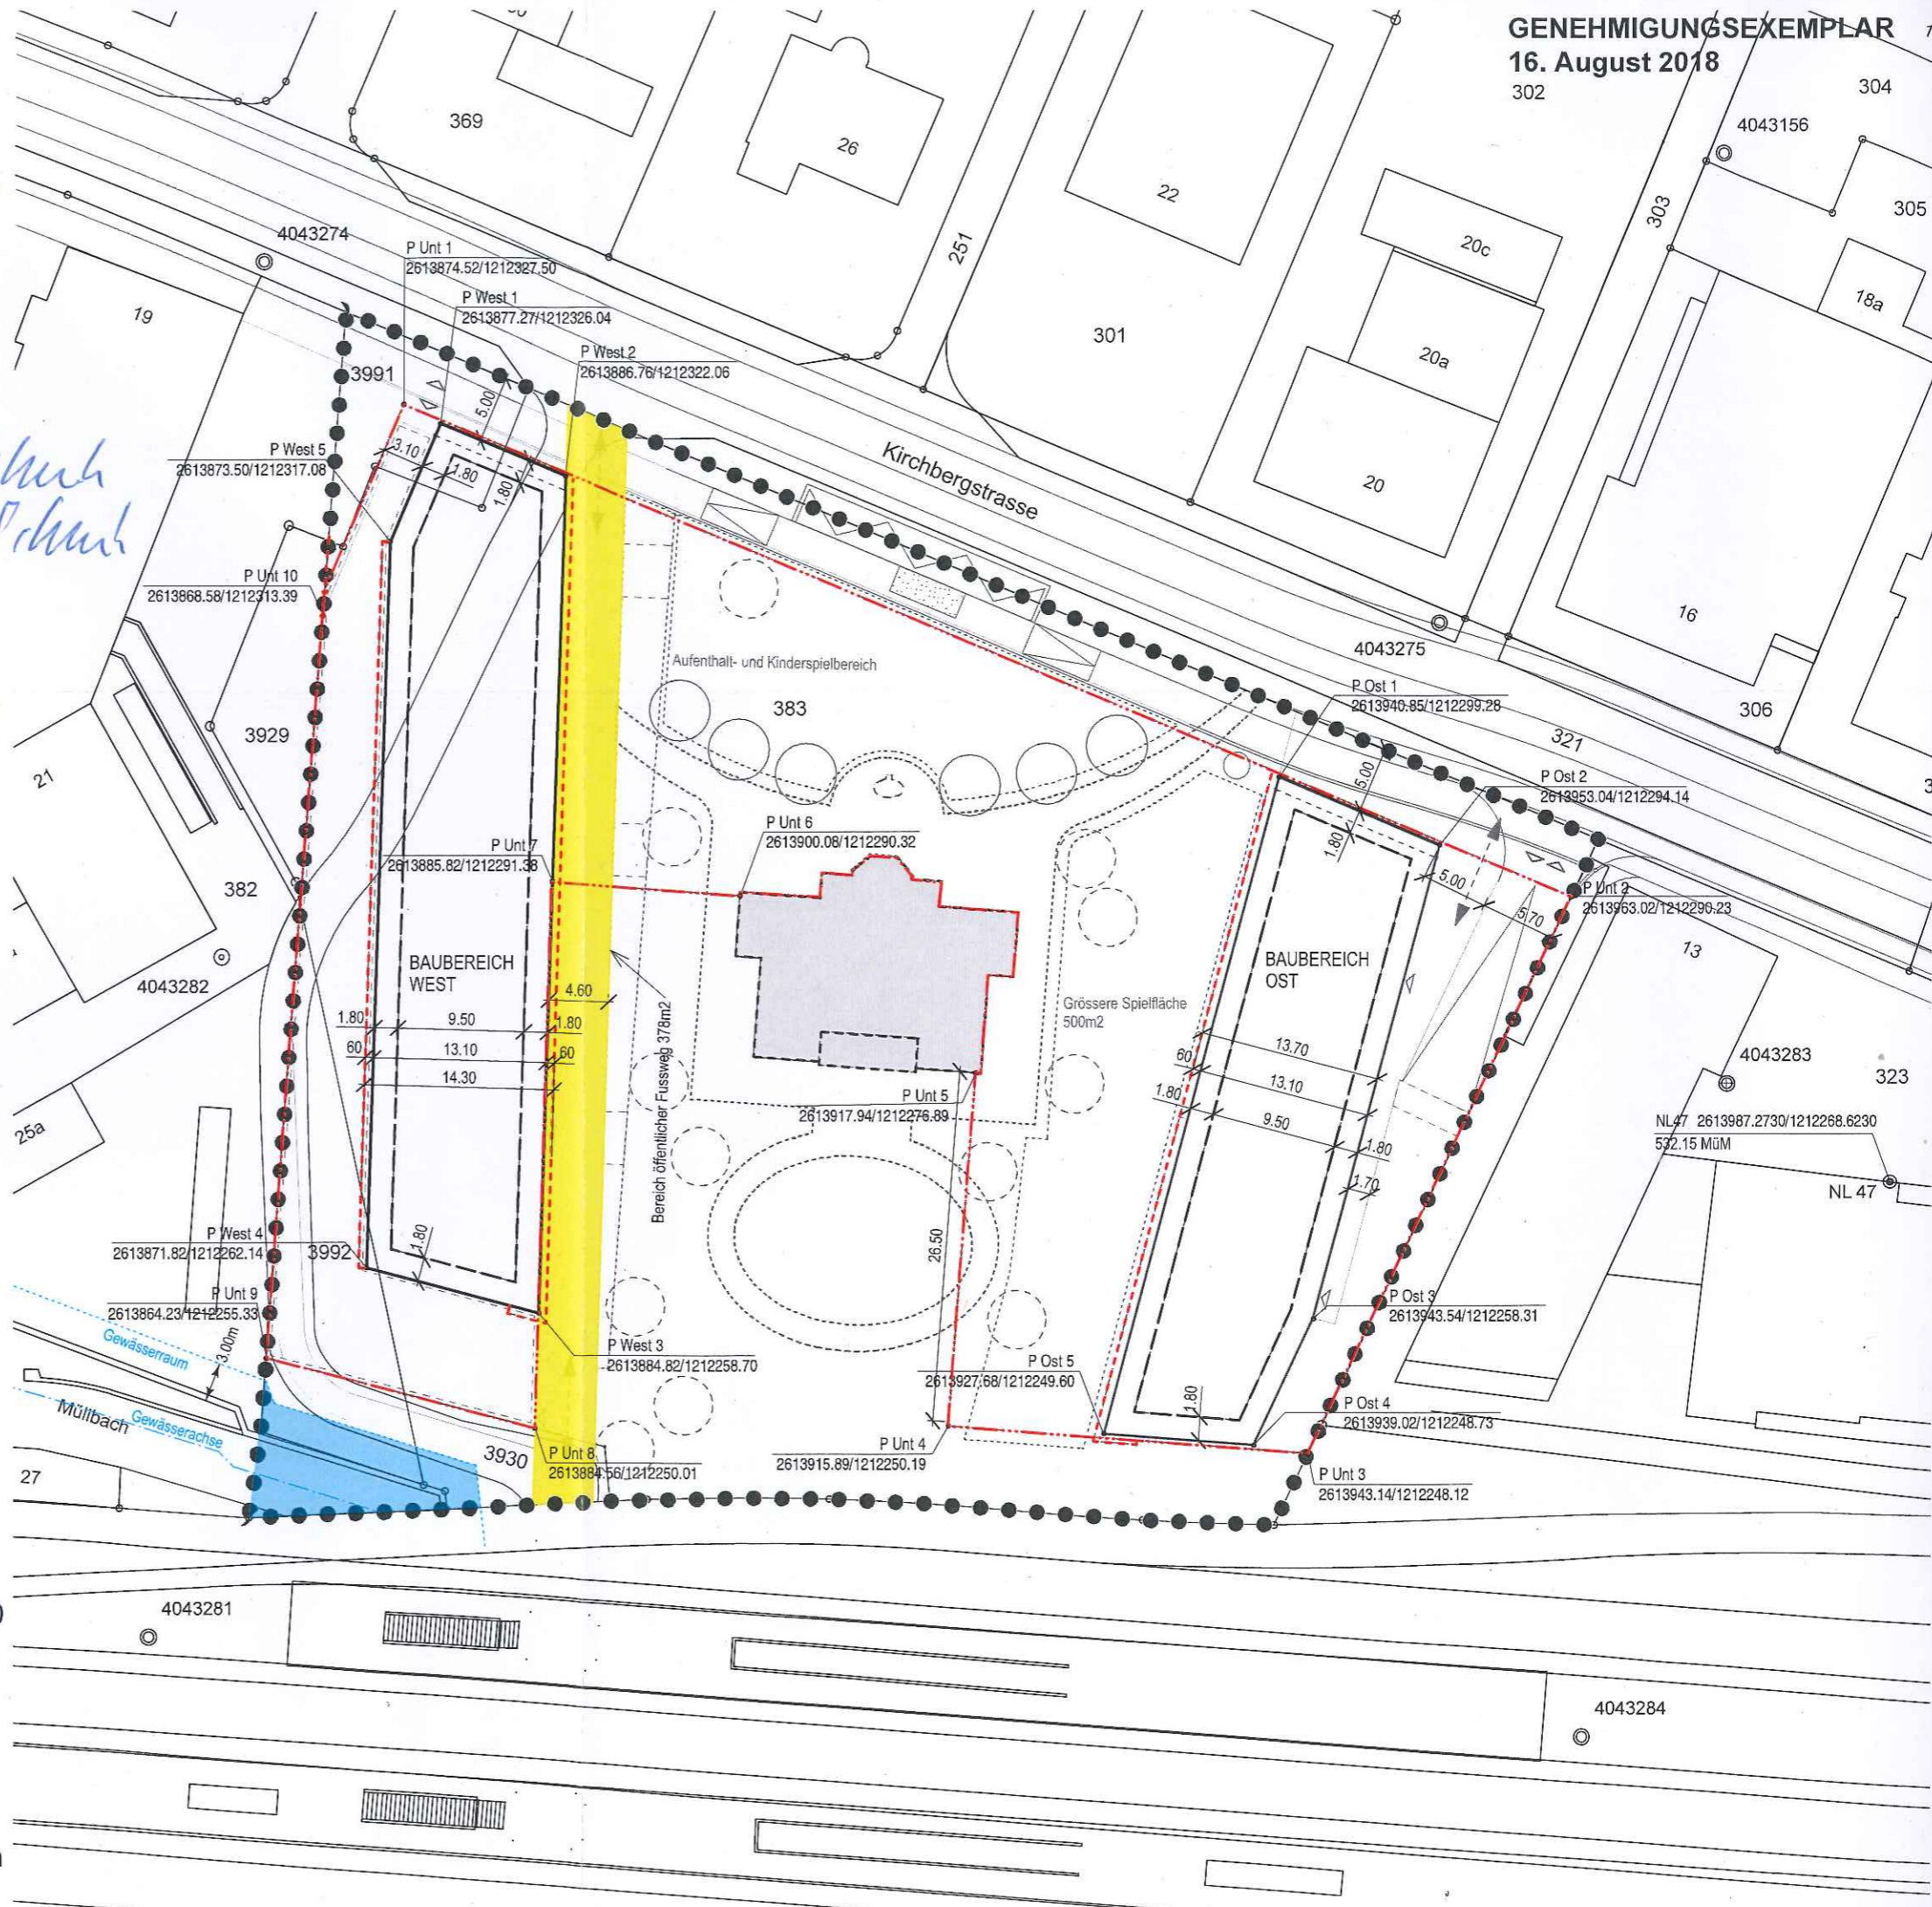 GENEHMIGUNGSEXEMPLAR
16. August 2018
302
304
4043156
305
303
369
26
22
20c
18a
251
301
20a
20
16
306
4043274
19
P Unt 1
2613874.52/1212327.50
P West 1
2613877.27/1212326.04
P West 2
2613886.76/1212322.06
3991
5.00
Kirchbergstrasse
P West 5
2613873.50/1212317.08
3.10
1.80
1.80
P Unt 10
2613868.58/1212313.39
4043275
Aufenthalt- und Kinderspielbereich
383
P Ost 1
2613940.85/1212299.28
321
3929
21
5.00
P Ost 2
2613953.04/1212294.14
P Unt 6
2613900.08/1212290.32
1.80
P Unt 7
2613885.82/1212291.38
382
5.00
5.70
P Unt 2
2613963.02/1212290.23
13
BAUBEREICH
WEST
BAUBEREICH
OST
4043282
4.60
Grössere Spielfläche
500m2
1.80
9.50
1.80
60
13.10
60
14.30
Bereich öffentlicher Fussweg 378m2
13.70
60
13.10
1.80
9.50
1.80
1.70
4043283
323
P Unt 5
2613917.94/1212276.89
NL47 2613987.2730/1212268.6230
532.15 MüM
NL 47
25a
P West 4
2613871.82/1212262.14
3992
1.80
26.50
P Unt 9
2613864.23/1212255.33
P Ost 3
2613943.54/1212258.31
Gewässerraum
3.00m
P West 3
2613884.82/1212258.70
P Ost 5
2613927.68/1212249.60
1.80
P Ost 4
2613939.02/1212248.73
Müllbach
Gewässerachse
3930
P Unt 8
2613884.56/1212250.01
P Unt 4
2613915.89/1212250.19
P Unt 3
2613943.14/1212248.12
27
4043281
4043284